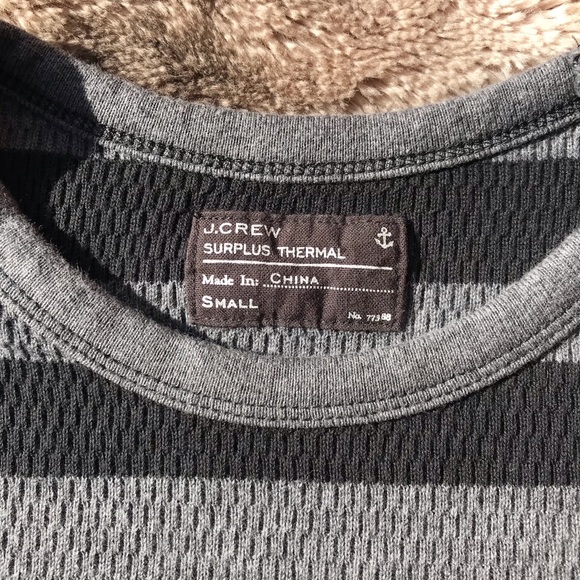 J.CREW
SURPLUS THERMAL
Made In: CHINA
SMALL
No. 77388